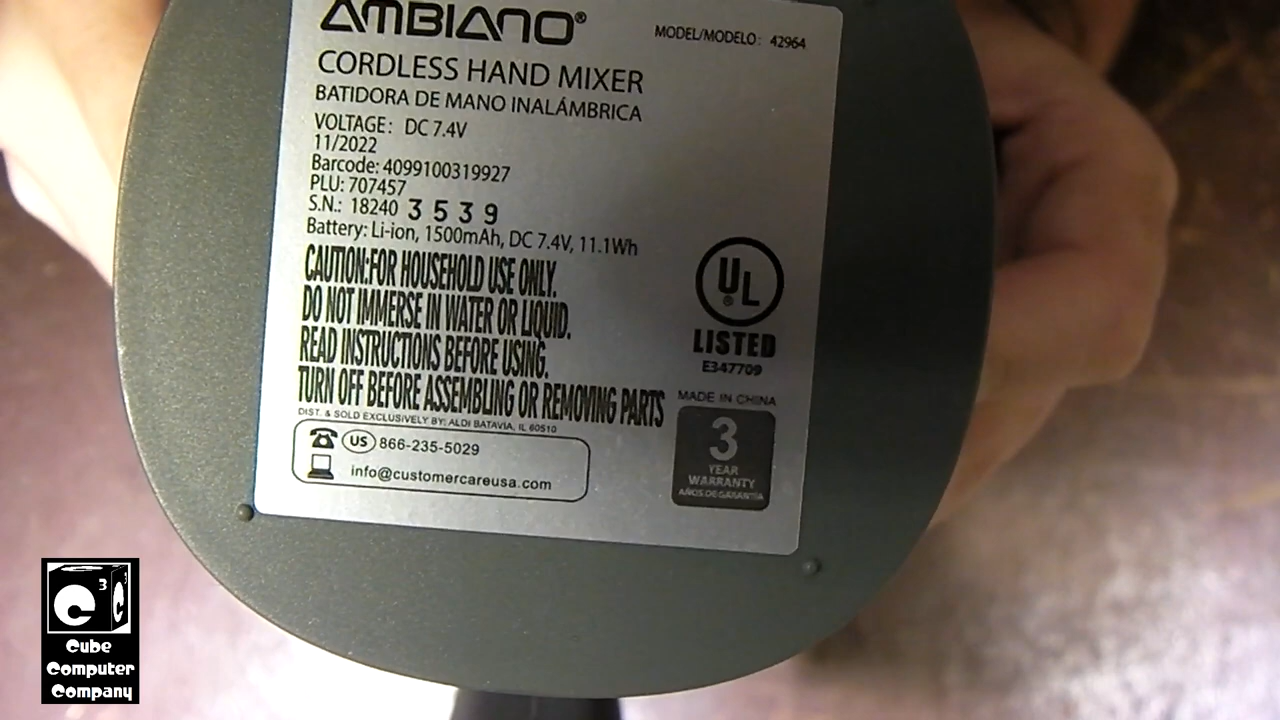 AMBIANO®
MODEL/MODELO: 42964
CORDLESS HAND MIXER
BATIDORA DE MANO INALÁMBRICA
VOLTAGE: DC 7.4V
11/2022
Barcode: 4099100319927
PLU: 707457
S.N.: 18240 3539
Battery: Li-ion, 1500mAh, DC 7.4V, 11.1Wh
CAUTION:FOR HOUSEHOLD USE ONLY.
DO NOT IMMERSE IN WATER OR LIQUID.
READ INSTRUCTIONS BEFORE USING.
TURN OFF BEFORE ASSEMBLING OR REMOVING PARTS
DIST. & SOLD EXCLUSIVELY BY: ALDI BATAVIA, IL 60510
US 866-235-5029
info@customercareusa.com
UL®
LISTED
E347709
MADE IN CHINA
3
YEAR
WARRANTY
AÑOS DE GARANTÍA
C3 C3
Cube
Computer
Company